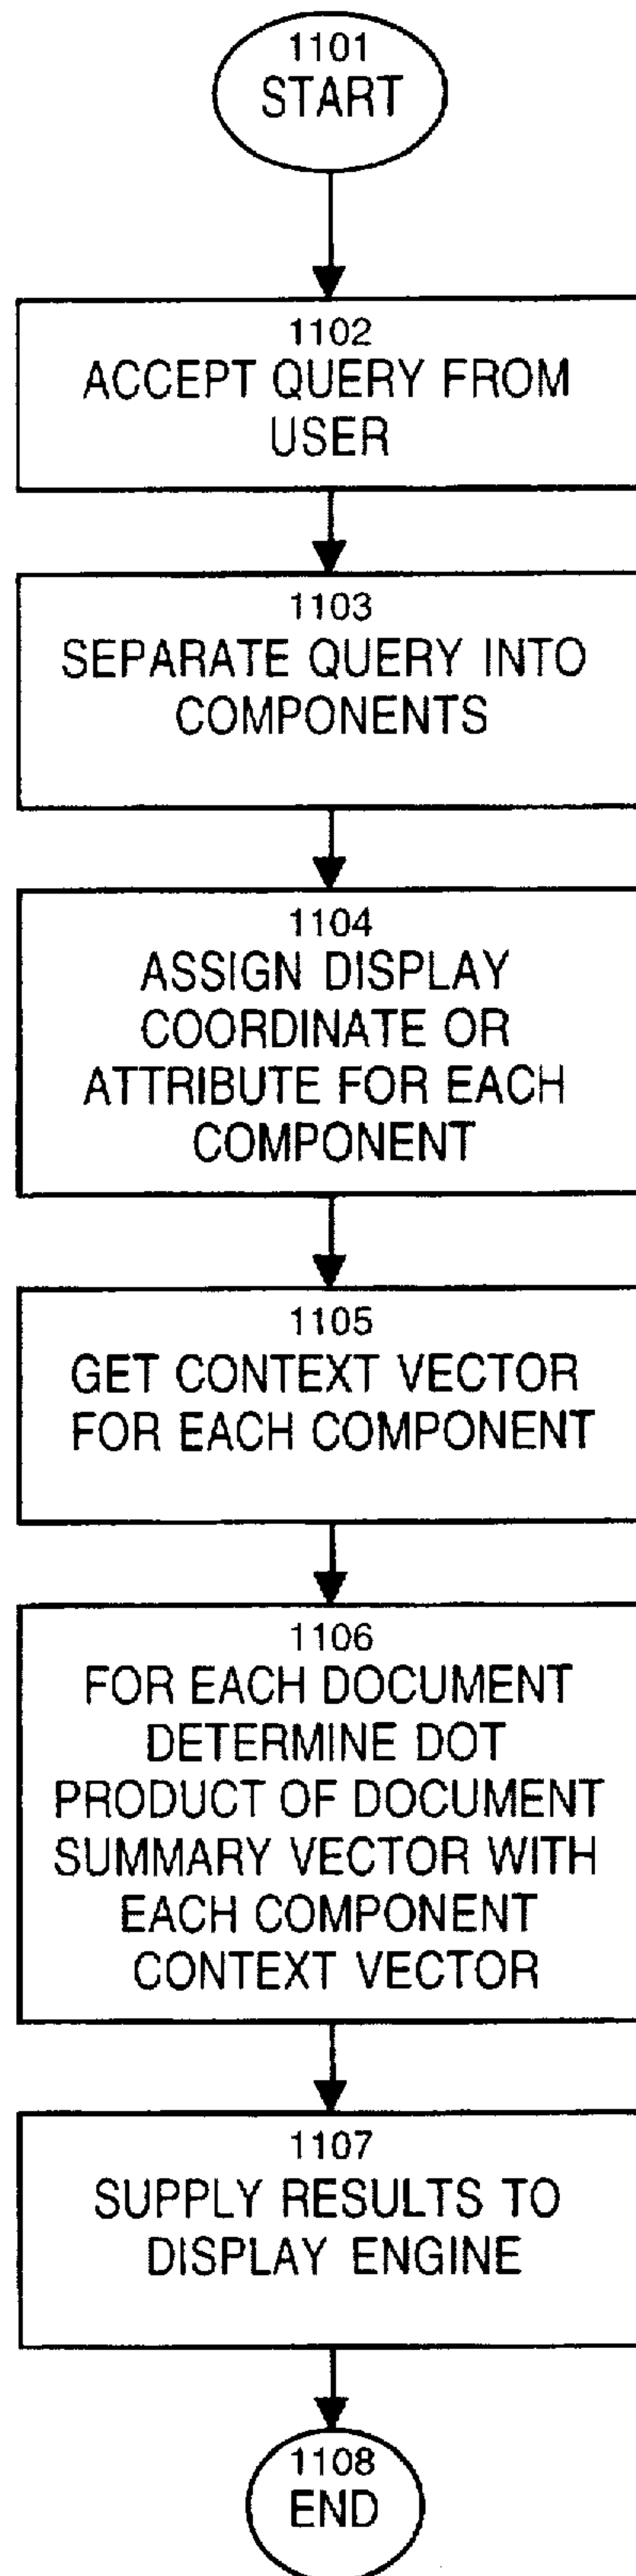 1101
START
1102
ACCEPT QUERY FROM
USER
1103
SEPARATE QUERY INTO
COMPONENTS
1104
ASSIGN DISPLAY
COORDINATE OR
ATTRIBUTE FOR EACH
COMPONENT
1105
GET CONTEXT VECTOR
FOR EACH COMPONENT
1106
FOR EACH DOCUMENT
DETERMINE DOT
PRODUCT OF DOCUMENT
SUMMARY VECTOR WITH
EACH COMPONENT
CONTEXT VECTOR
1107
SUPPLY RESULTS TO
DISPLAY ENGINE
1108
END